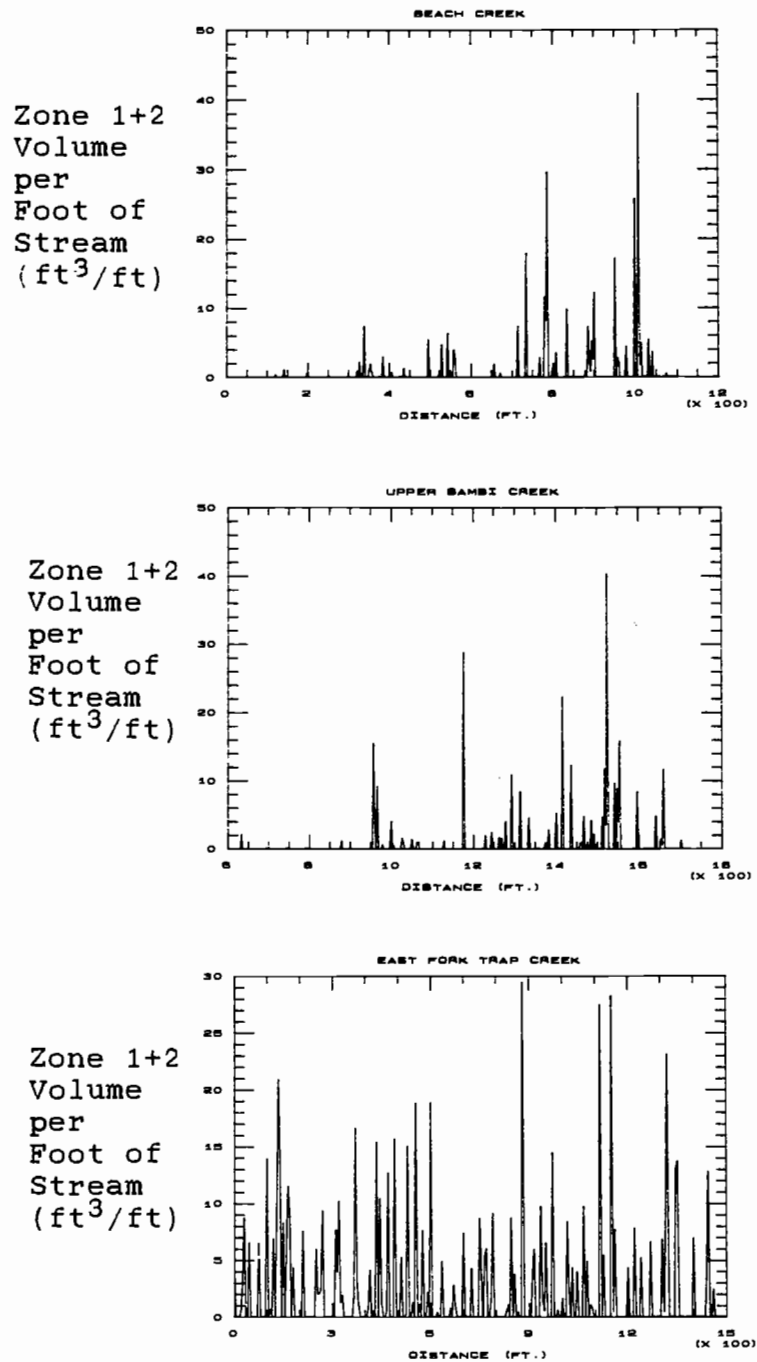 BEACH CREEK
Zone 1+2
Volume
per
Foot of
Stream
(ft³/ft)
50
40
30
20
10
0
0 2 4 6 8 10 12
(X 100)
DISTANCE (FT.)
UPPER BAMBI CREEK
Zone 1+2
Volume
per
Foot of
Stream
(ft³/ft)
50
40
30
20
10
0
6 8 10 12 14 16 18
(X 100)
DISTANCE (FT.)
EAST FORK TRAP CREEK
Zone 1+2
Volume
per
Foot of
Stream
(ft³/ft)
30
25
20
15
10
5
0
0 3 6 9 12 15
(X 100)
DISTANCE (FT.)